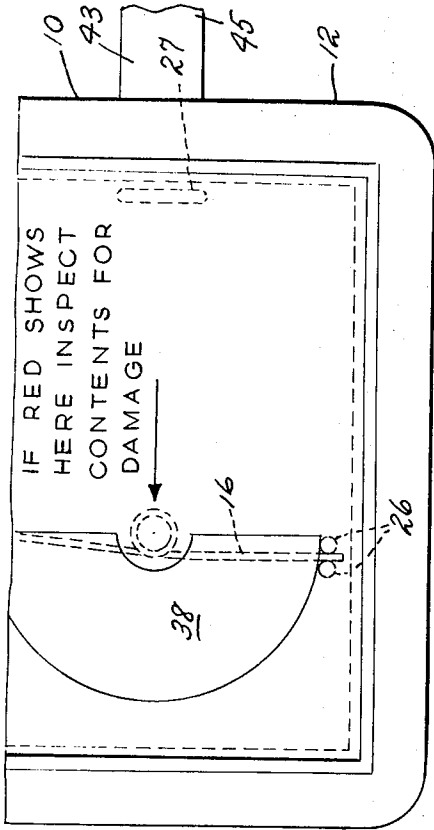 10
43
45
27
12
IF RED SHOWS
HERE INSPECT
CONTENTS FOR
DAMAGE
16
26
38